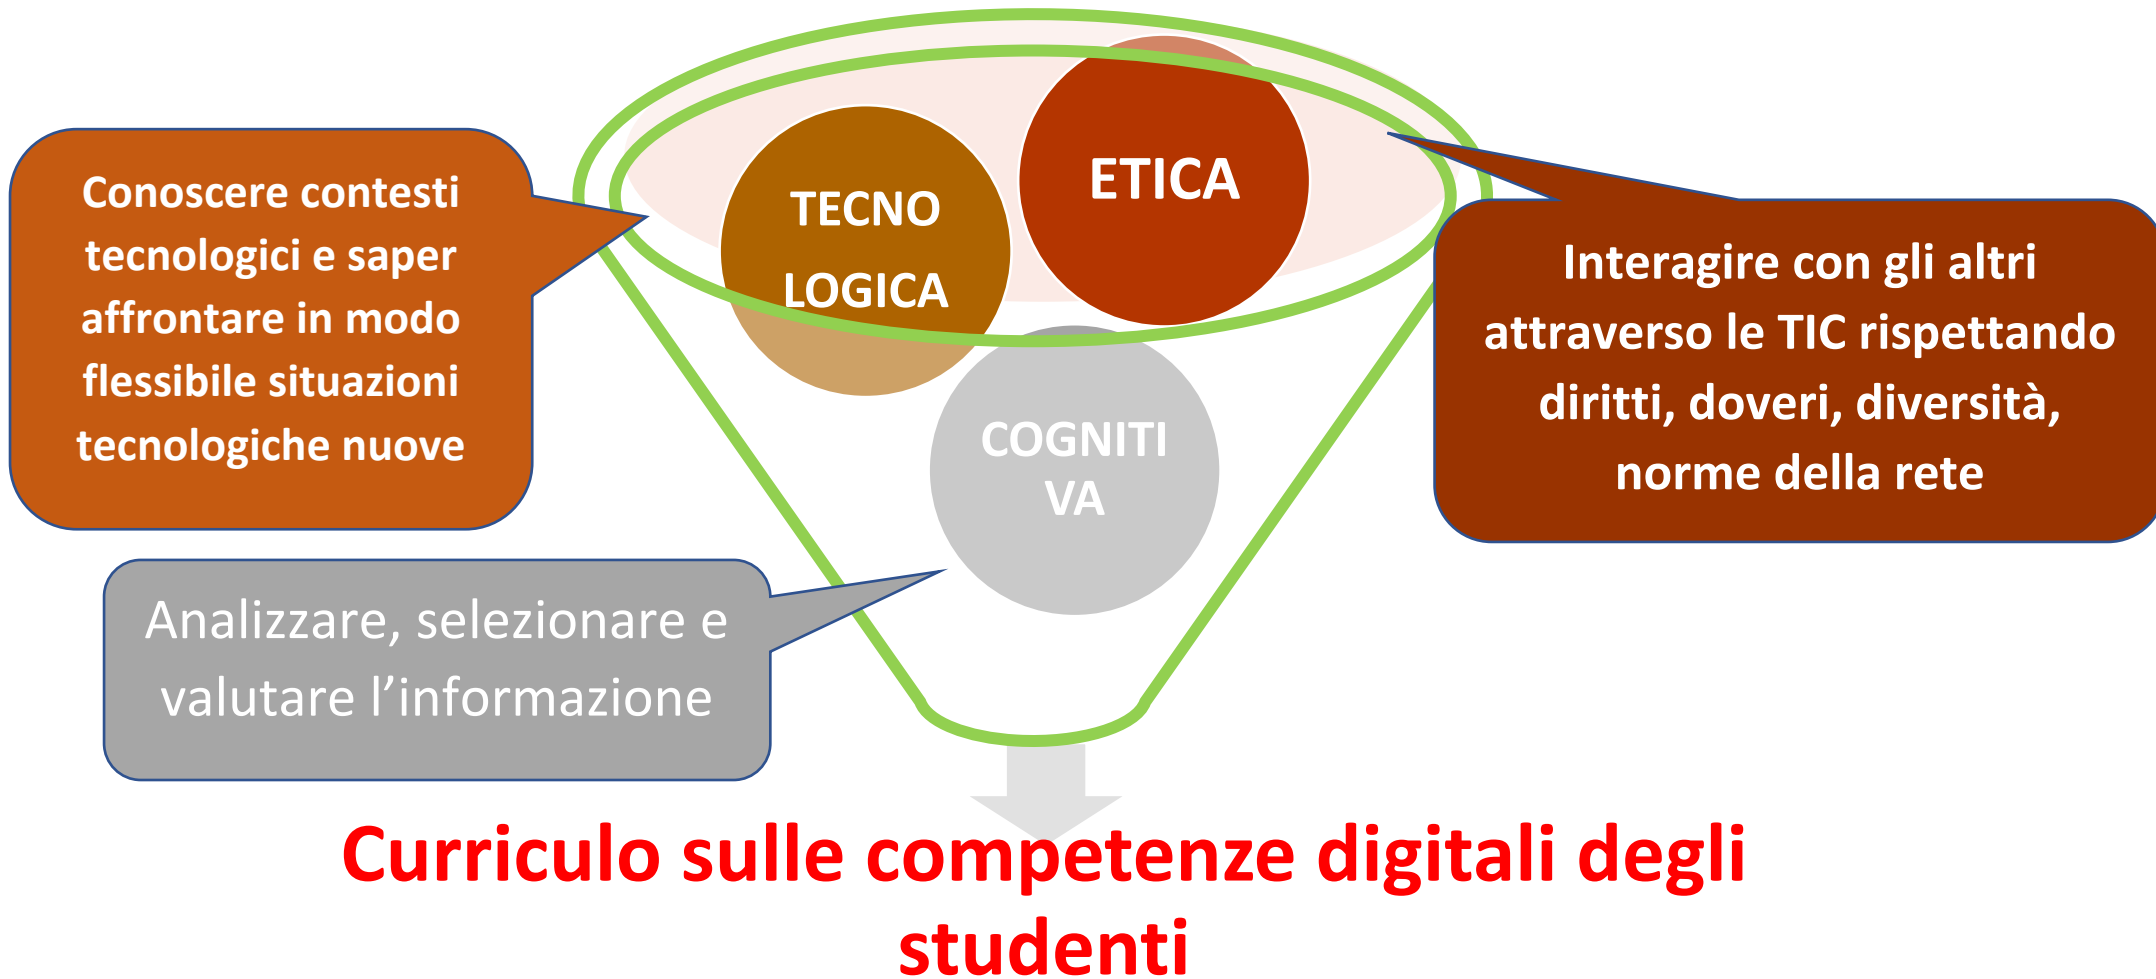 Conoscere contesti
tecnologici e saper
affrontare in modo
flessibile situazioni
tecnologiche nuove
TECNO
LOGICA
ETICA
Interagire con gli altri
attraverso le TIC rispettando
diritti, doveri, diversità,
norme della rete
COGNITI
VA
Analizzare, selezionare e
valutare l’informazione
Curriculo sulle competenze digitali degli
studenti